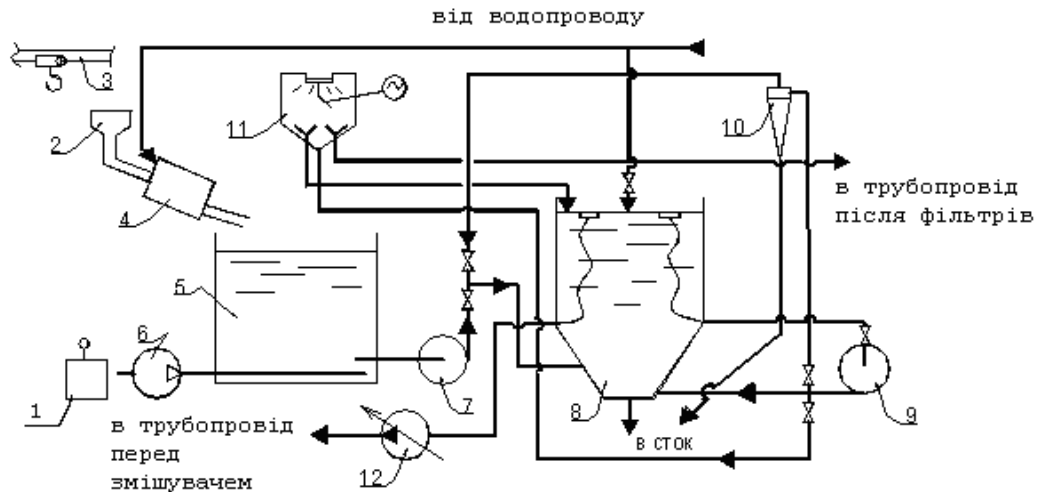 від водопроводу
3
2
11
10
4
в трубопровід
після фільтрів
5
6
1
7
8
9
в сток
в трубопровід
перед
змішувачем
12